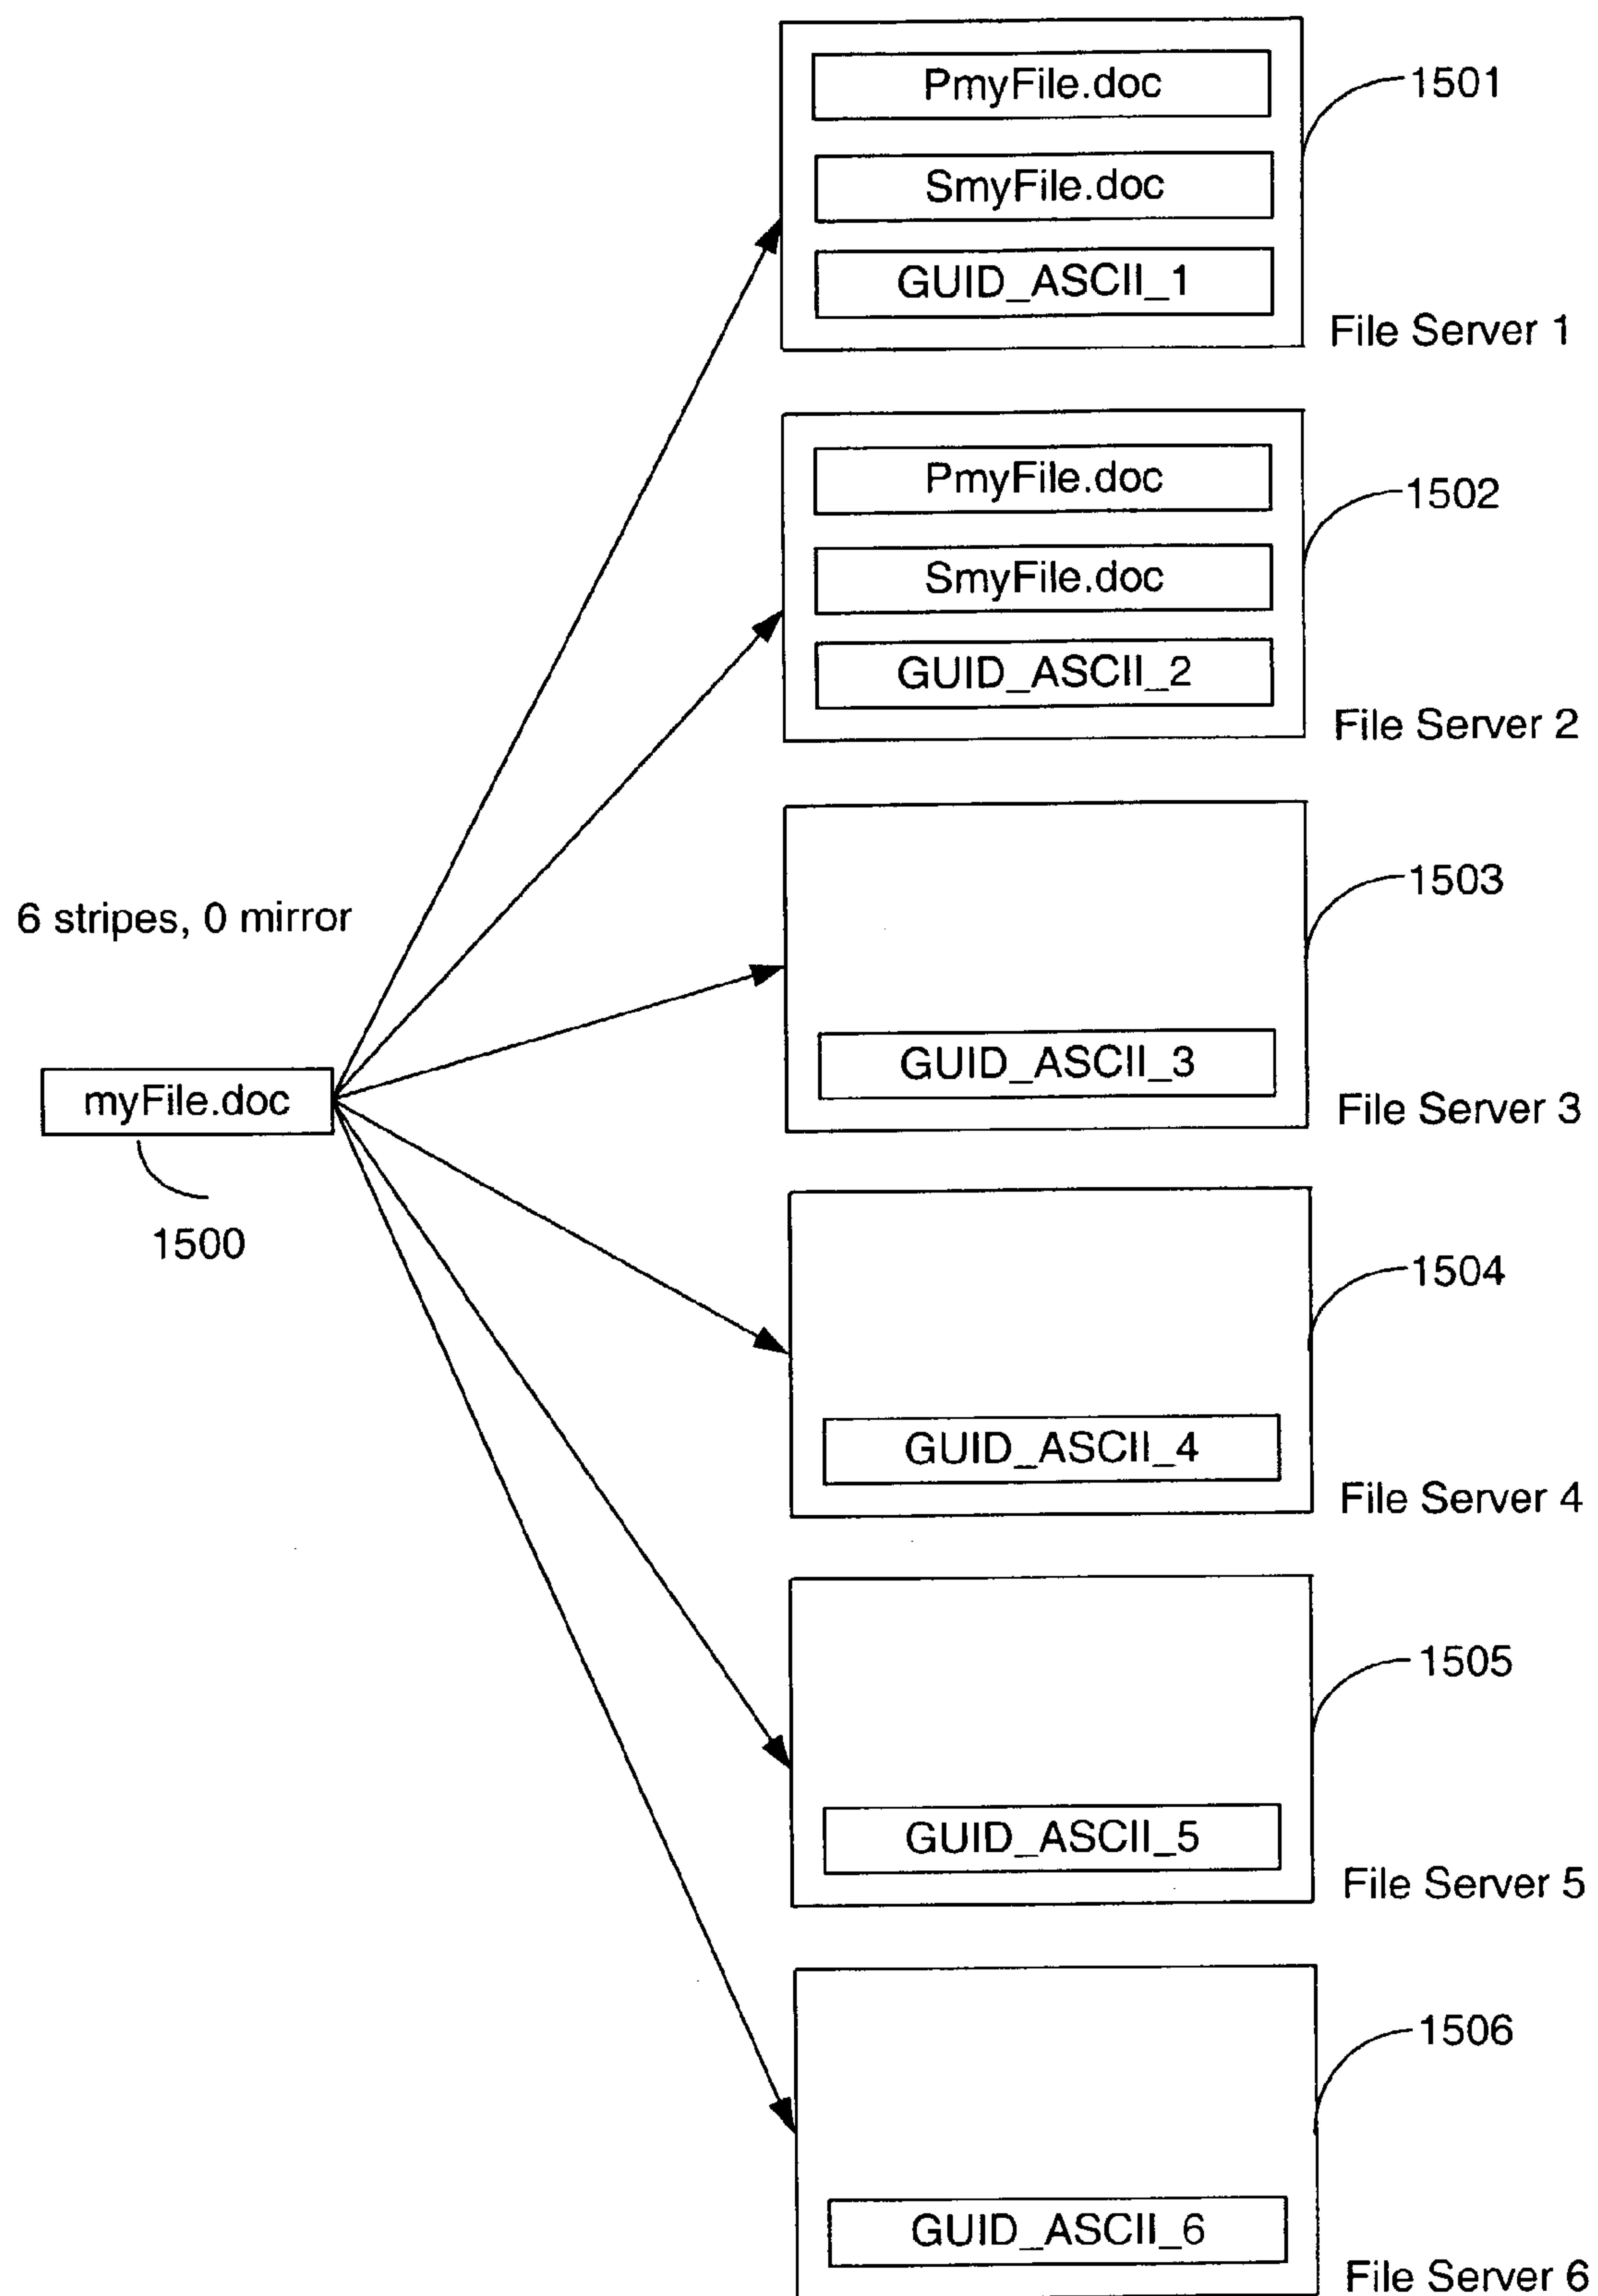 PmyFile.doc
1501
SmyFile.doc
GUID_ASCII_1
File Server 1
PmyFile.doc
1502
SmyFile.doc
GUID_ASCII_2
File Server 2
1503
6 stripes, 0 mirror
GUID_ASCII_3
myFile.doc
File Server 3
1500
1504
GUID_ASCII_4
File Server 4
1505
GUID_ASCII_5
File Server 5
1506
GUID_ASCII_6
File Server 6